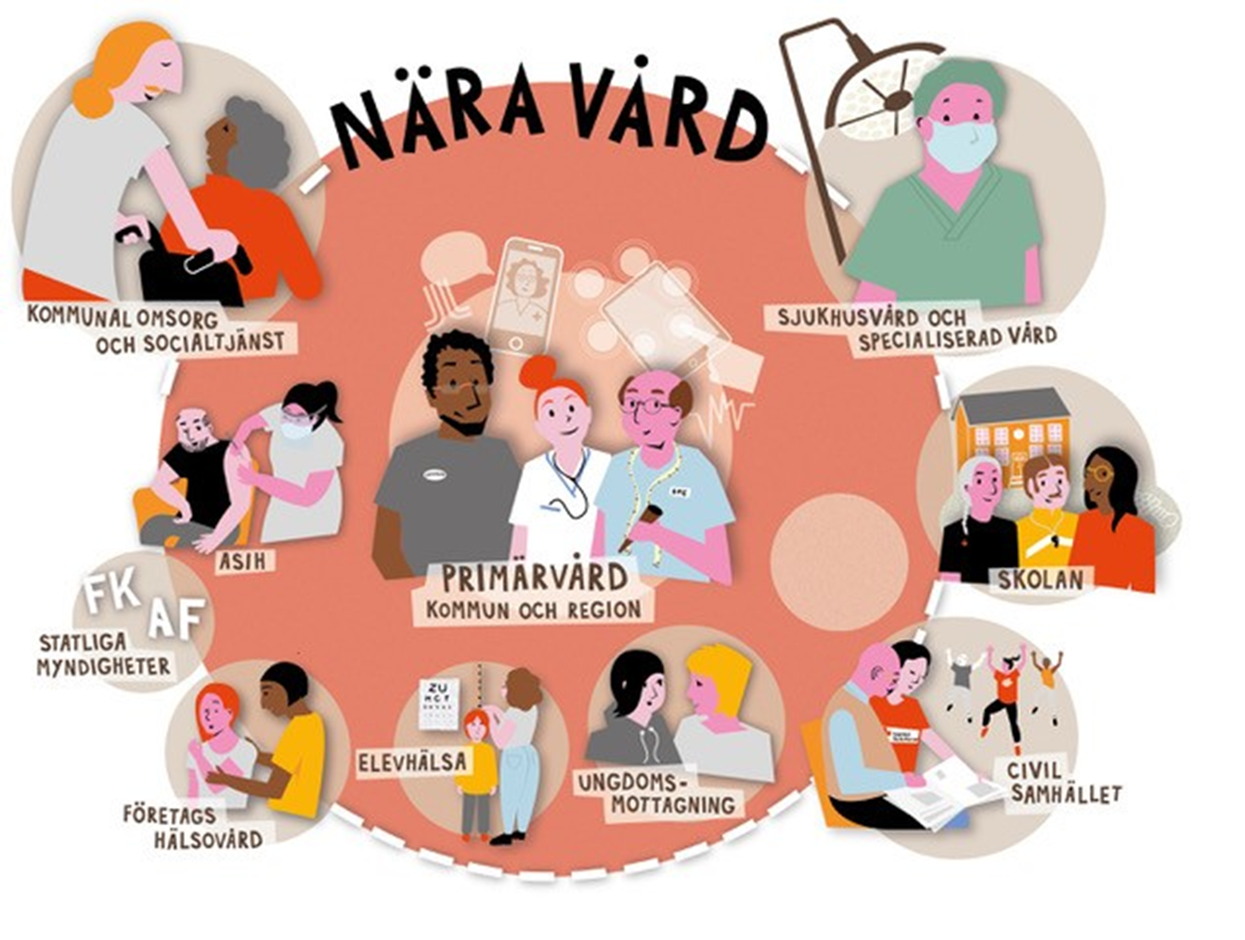 NÄRA VÅRD
KOMMUNAL OMSORG
OCH SOCIALTJÄNST
SJUKHUSVÅRD OCH
SPECIALISERAD VÅRD
ASIH
PRIMÄRVÅRD
KOMMUN OCH REGION
SKOLAN
FK
AF
STATLIGA
MYNDIGHETER
ZU
ELEVHÄLSA
UNGDOMS-
MOTTAGNING
FÖRETAGS
HÄLSOVÅRD
CIVIL
SAMHÄLLET